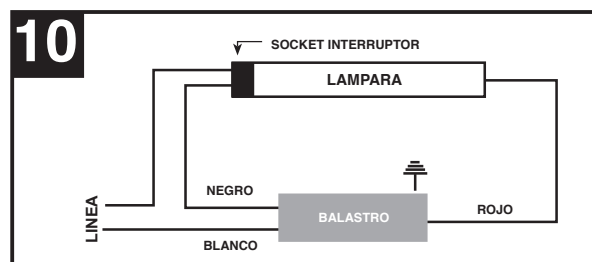 10
SOCKET INTERRUPTOR
LAMPARA
NEGRO
BALASTRO
ROJO
LINEA
BLANCO